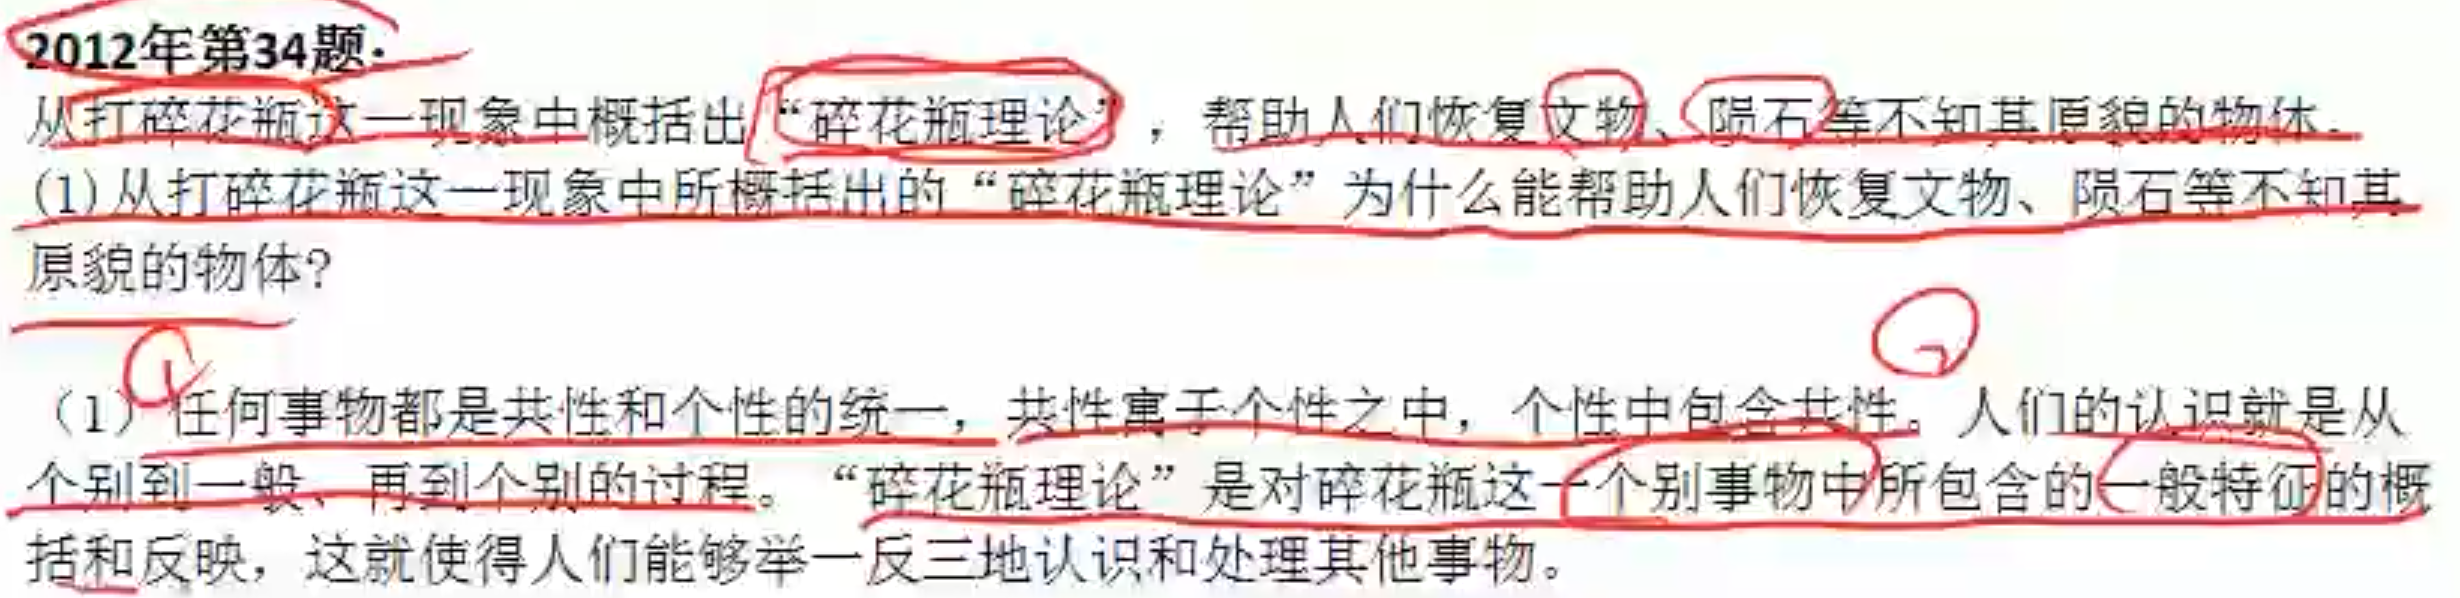 2012年第34题：
从打碎花瓶这一现象中概括出“碎花瓶理论”，帮助人们恢复文物、陨石等不知其原貌的物体。
(1)从打碎花瓶这一现象中所概括出的“碎花瓶理论”为什么能帮助人们恢复文物、陨石等不知其
原貌的物体?
1 2
（1）任何事物都是共性和个性的统一，共性寓于个性之中，个性中包含共性。人们的认识就是从
个别到一般、再到个别的过程。“碎花瓶理论”是对碎花瓶这一个别事物中所包含的一般特征的概
括和反映，这就使得人们能够举一反三地认识和处理其他事物。